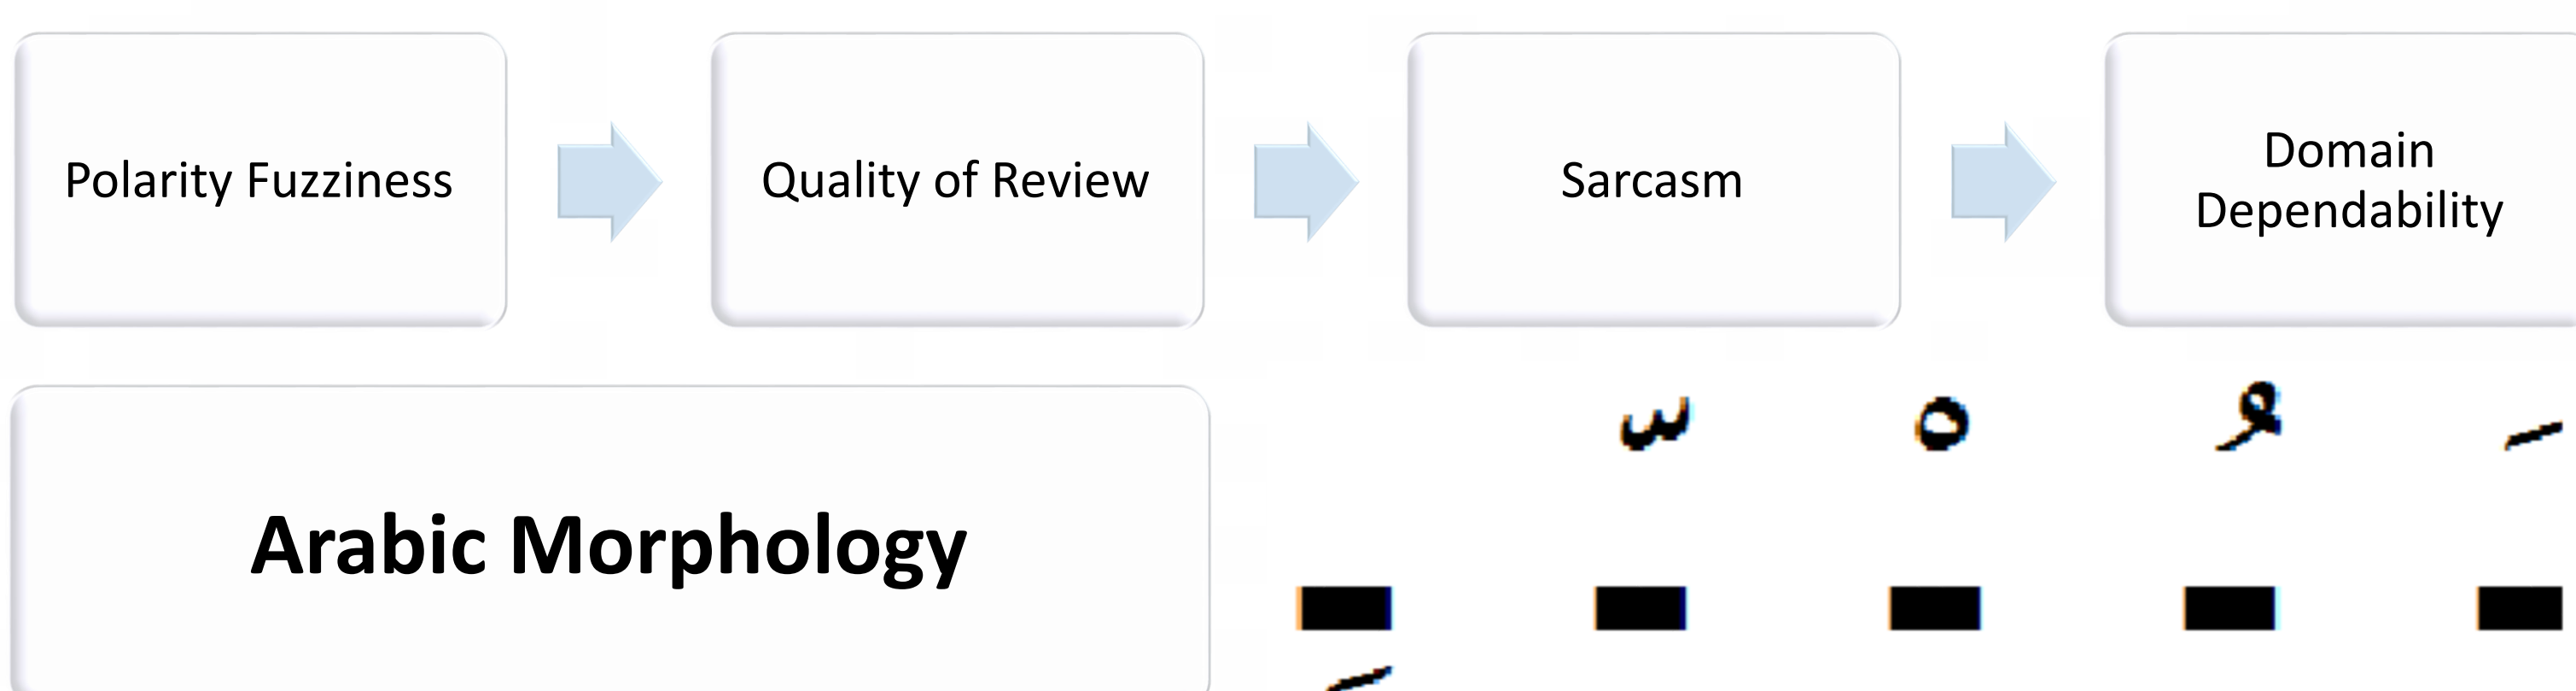 Polarity Fuzziness
Quality of Review
Sarcasm
Domain
Dependability
Arabic Morphology
ـّ ـْ ـُ ـَ
ـِ